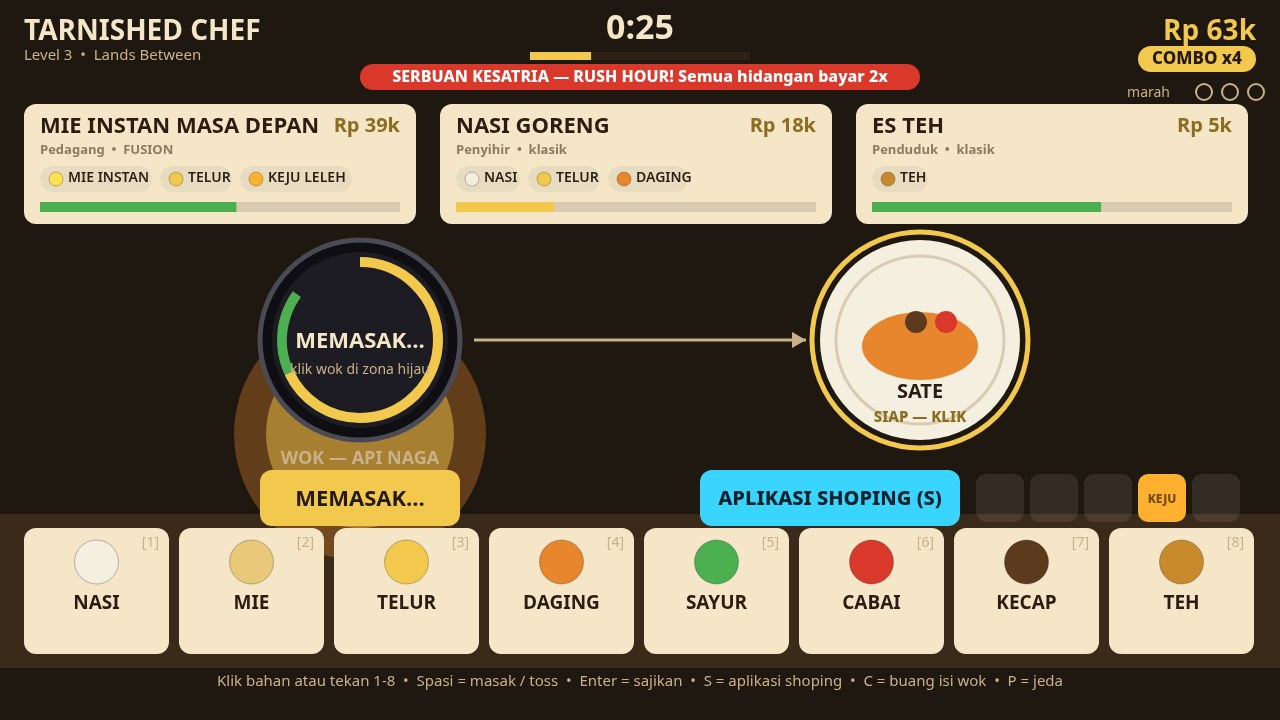 TARNISHED CHEF
Level 3 • Lands Between
0:25
Rp 63k
COMBO x4
SERBUAN KESATRIA — RUSH HOUR! Semua hidangan bayar 2x
marah
MIE INSTAN MASA DEPAN Rp 39k
Pedagang • FUSION
MIE INSTAN TELUR KEJU LELEH
NASI GORENG Rp 18k
Penyihir • klasik
NASI TELUR DAGING
ES TEH Rp 5k
Penduduk • klasik
TEH
MEMASAK...
klik wok di zona hijau
WOK — API NAGA
MEMASAK...
SATE
SIAP — KLIK
APLIKASI SHOPING (S)
KEJU
[1] NASI
[2] MIE
[3] TELUR
[4] DAGING
[5] SAYUR
[6] CABAI
[7] KECAP
[8] TEH
Klik bahan atau tekan 1-8 • Spasi = masak / toss • Enter = sajikan • S = aplikasi shoping • C = buang isi wok • P = jeda